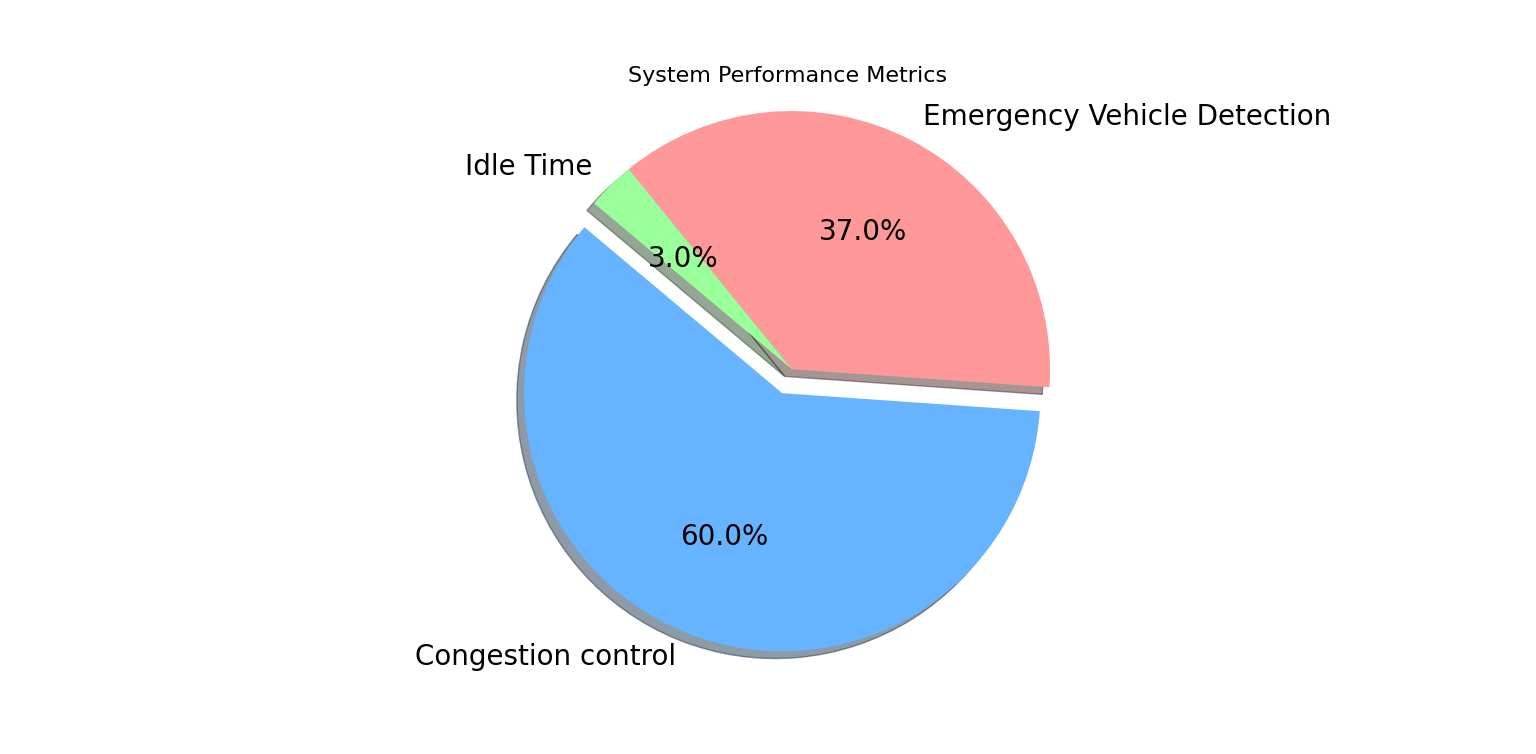 System Performance Metrics
Emergency Vehicle Detection
Idle Time
37.0%
3.0%
60.0%
Congestion control